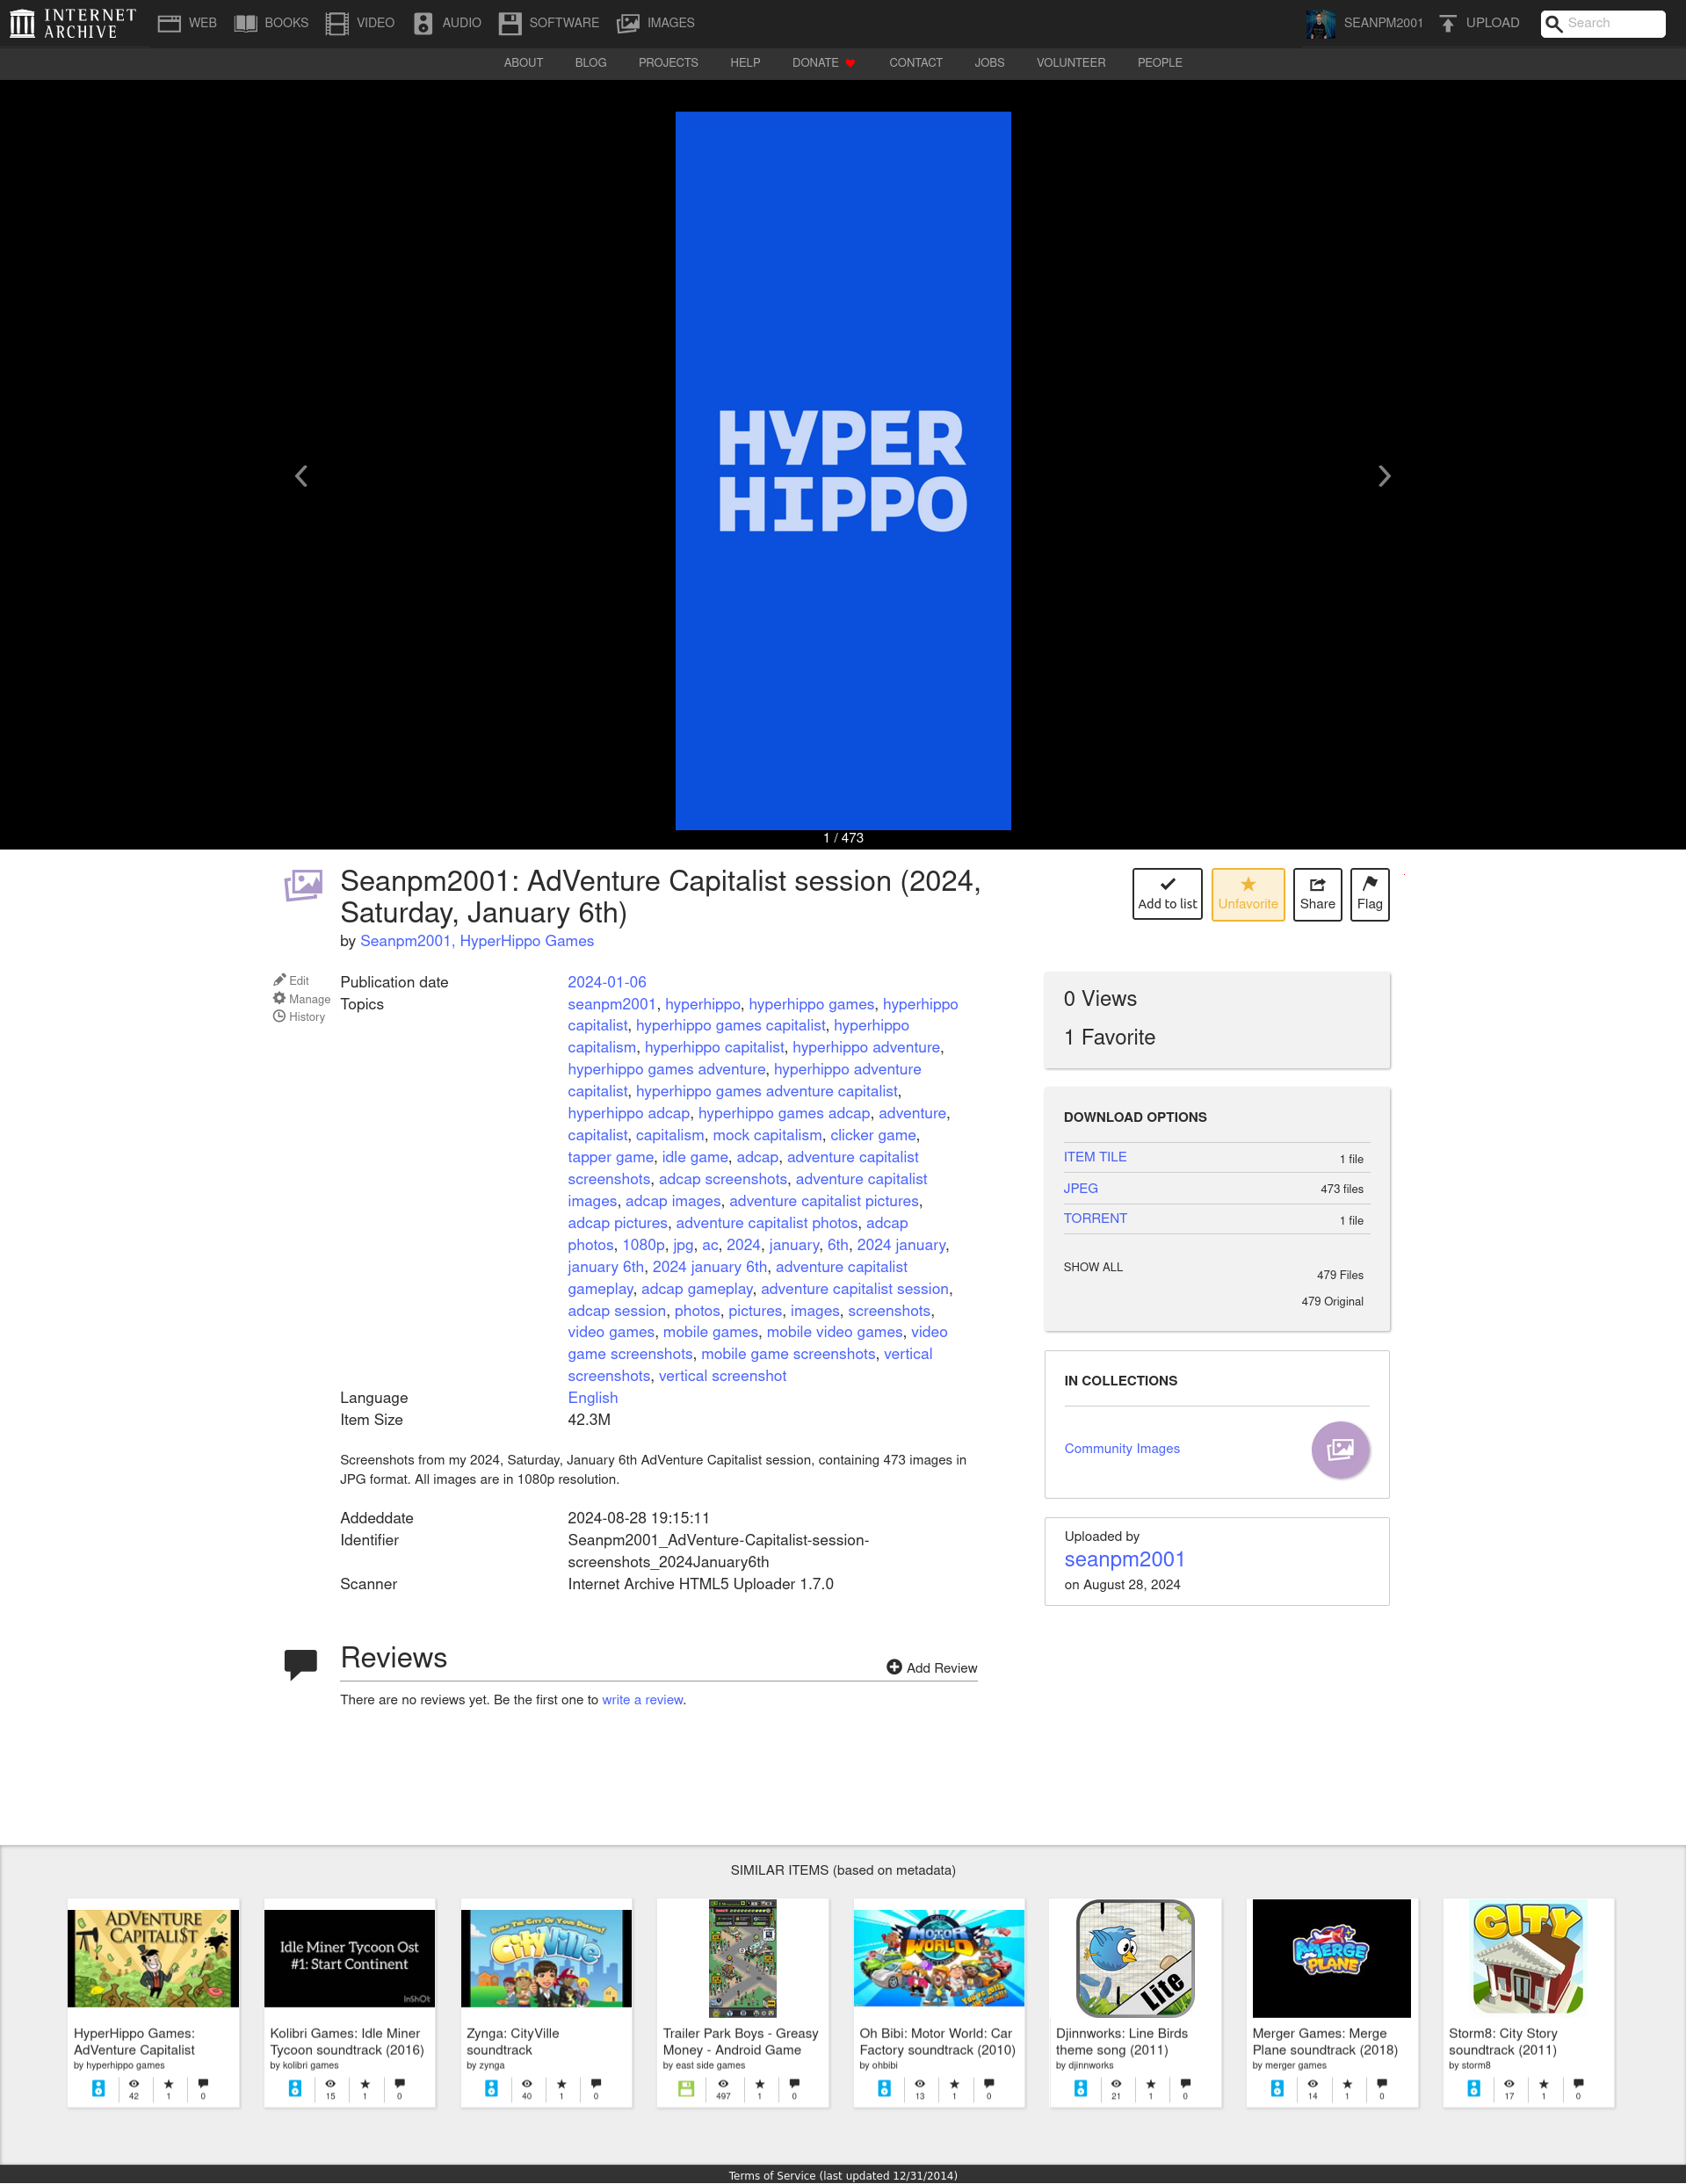 INTERNET ARCHIVE
WEB BOOKS VIDEO AUDIO SOFTWARE IMAGES SEANPM2001 UPLOAD Search
ABOUT BLOG PROJECTS HELP DONATE CONTACT JOBS VOLUNTEER PEOPLE
HYPER
HIPPO
1 / 473
Seanpm2001: AdVenture Capitalist session (2024,
Saturday, January 6th)
by Seanpm2001, HyperHippo Games
Add to list
Unfavorite
Share
Flag
Edit
Manage
History
Publication date 2024-01-06
Topics seanpm2001, hyperhippo, hyperhippo games, hyperhippo
capitalist, hyperhippo games capitalist, hyperhippo
capitalism, hyperhippo capitalist, hyperhippo adventure,
hyperhippo games adventure, hyperhippo adventure
capitalist, hyperhippo games adventure capitalist,
hyperhippo adcap, hyperhippo games adcap, adventure,
capitalist, capitalism, mock capitalism, clicker game,
tapper game, idle game, adcap, adventure capitalist
screenshots, adcap screenshots, adventure capitalist
images, adcap images, adventure capitalist pictures,
adcap pictures, adventure capitalist photos, adcap
photos, 1080p, jpg, ac, 2024, january, 6th, 2024 january,
january 6th, 2024 january 6th, adventure capitalist
gameplay, adcap gameplay, adventure capitalist session,
adcap session, photos, pictures, images, screenshots,
video games, mobile games, mobile video games, video
game screenshots, mobile game screenshots, vertical
screenshots, vertical screenshot
Language English
Item Size 42.3M
Screenshots from my 2024, Saturday, January 6th AdVenture Capitalist session, containing 473 images in
JPG format. All images are in 1080p resolution.
Addeddate 2024-08-28 19:15:11
Identifier Seanpm2001_AdVenture-Capitalist-session-
screenshots_2024January6th
Scanner Internet Archive HTML5 Uploader 1.7.0
0 Views
1 Favorite
DOWNLOAD OPTIONS
ITEM TILE 1 file
JPEG 473 files
TORRENT 1 file
SHOW ALL 479 Files
479 Original
IN COLLECTIONS
Community Images
Uploaded by
seanpm2001
on August 28, 2024
Reviews
Add Review
There are no reviews yet. Be the first one to write a review.
SIMILAR ITEMS (based on metadata)
ADVENTURE
CAPITALIST
HyperHippo Games:
AdVenture Capitalist
by hyperhippo games
42 1 0
Idle Miner Tycoon Ost
#1: Start Continent
InShOt
Kolibri Games: Idle Miner
Tycoon soundtrack (2016)
by kolibri games
15 1 0
Build The City Of Your Dreams!
CityVille
Zynga: CityVille
soundtrack
by zynga
40 1 0
Trailer Park Boys - Greasy
Money - Android Game
by east side games
497 1 0
MOTOR
WORLD
Oh Bibi: Motor World: Car
Factory soundtrack (2010)
by ohbibi
13 1 0
Lite
Djinnworks: Line Birds
theme song (2011)
by djinnworks
21 1 0
MERGE
PLANE
Merger Games: Merge
Plane soundtrack (2018)
by merger games
14 1 0
CITY
Storm8: City Story
soundtrack (2011)
by storm8
17 1 0
Terms of Service (last updated 12/31/2014)